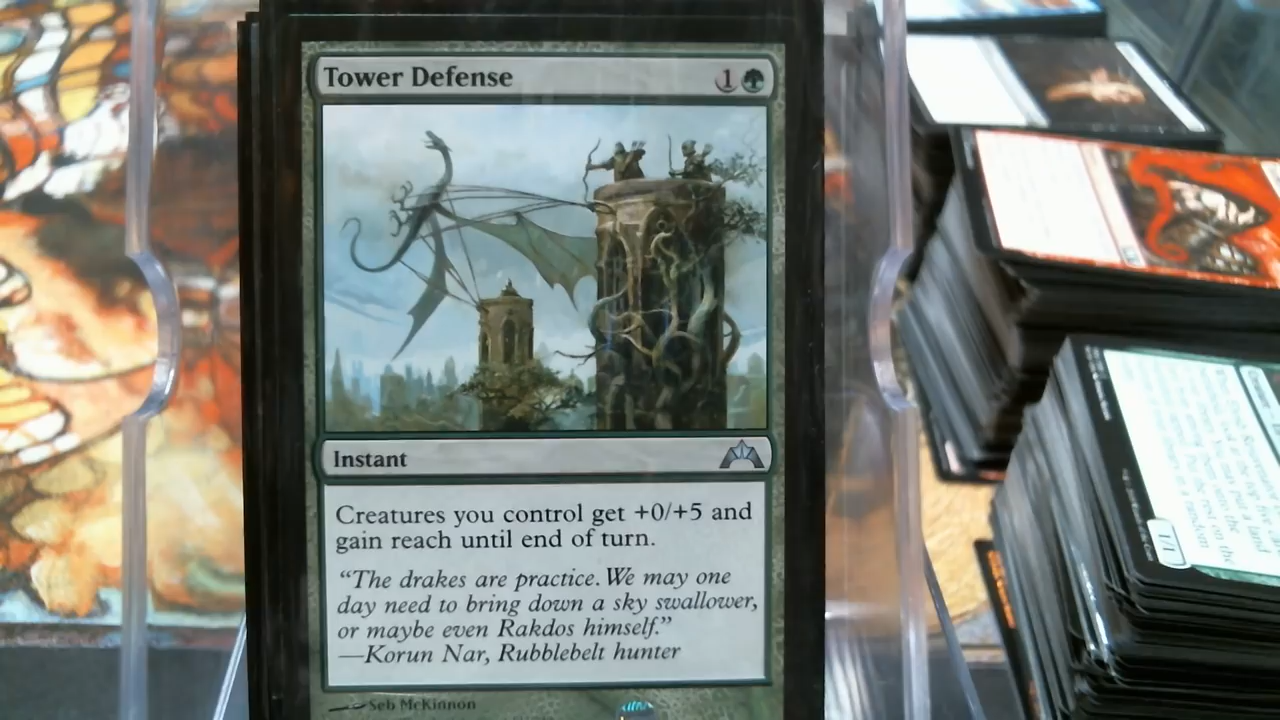 Tower Defense 1
Instant
Creatures you control get +0/+5 and
gain reach until end of turn.
“The drakes are practice. We may one
day need to bring down a sky swallower,
or maybe even Rakdos himself.”
—Korun Nar, Rubblebelt hunter
Seb McKinnon
1/1